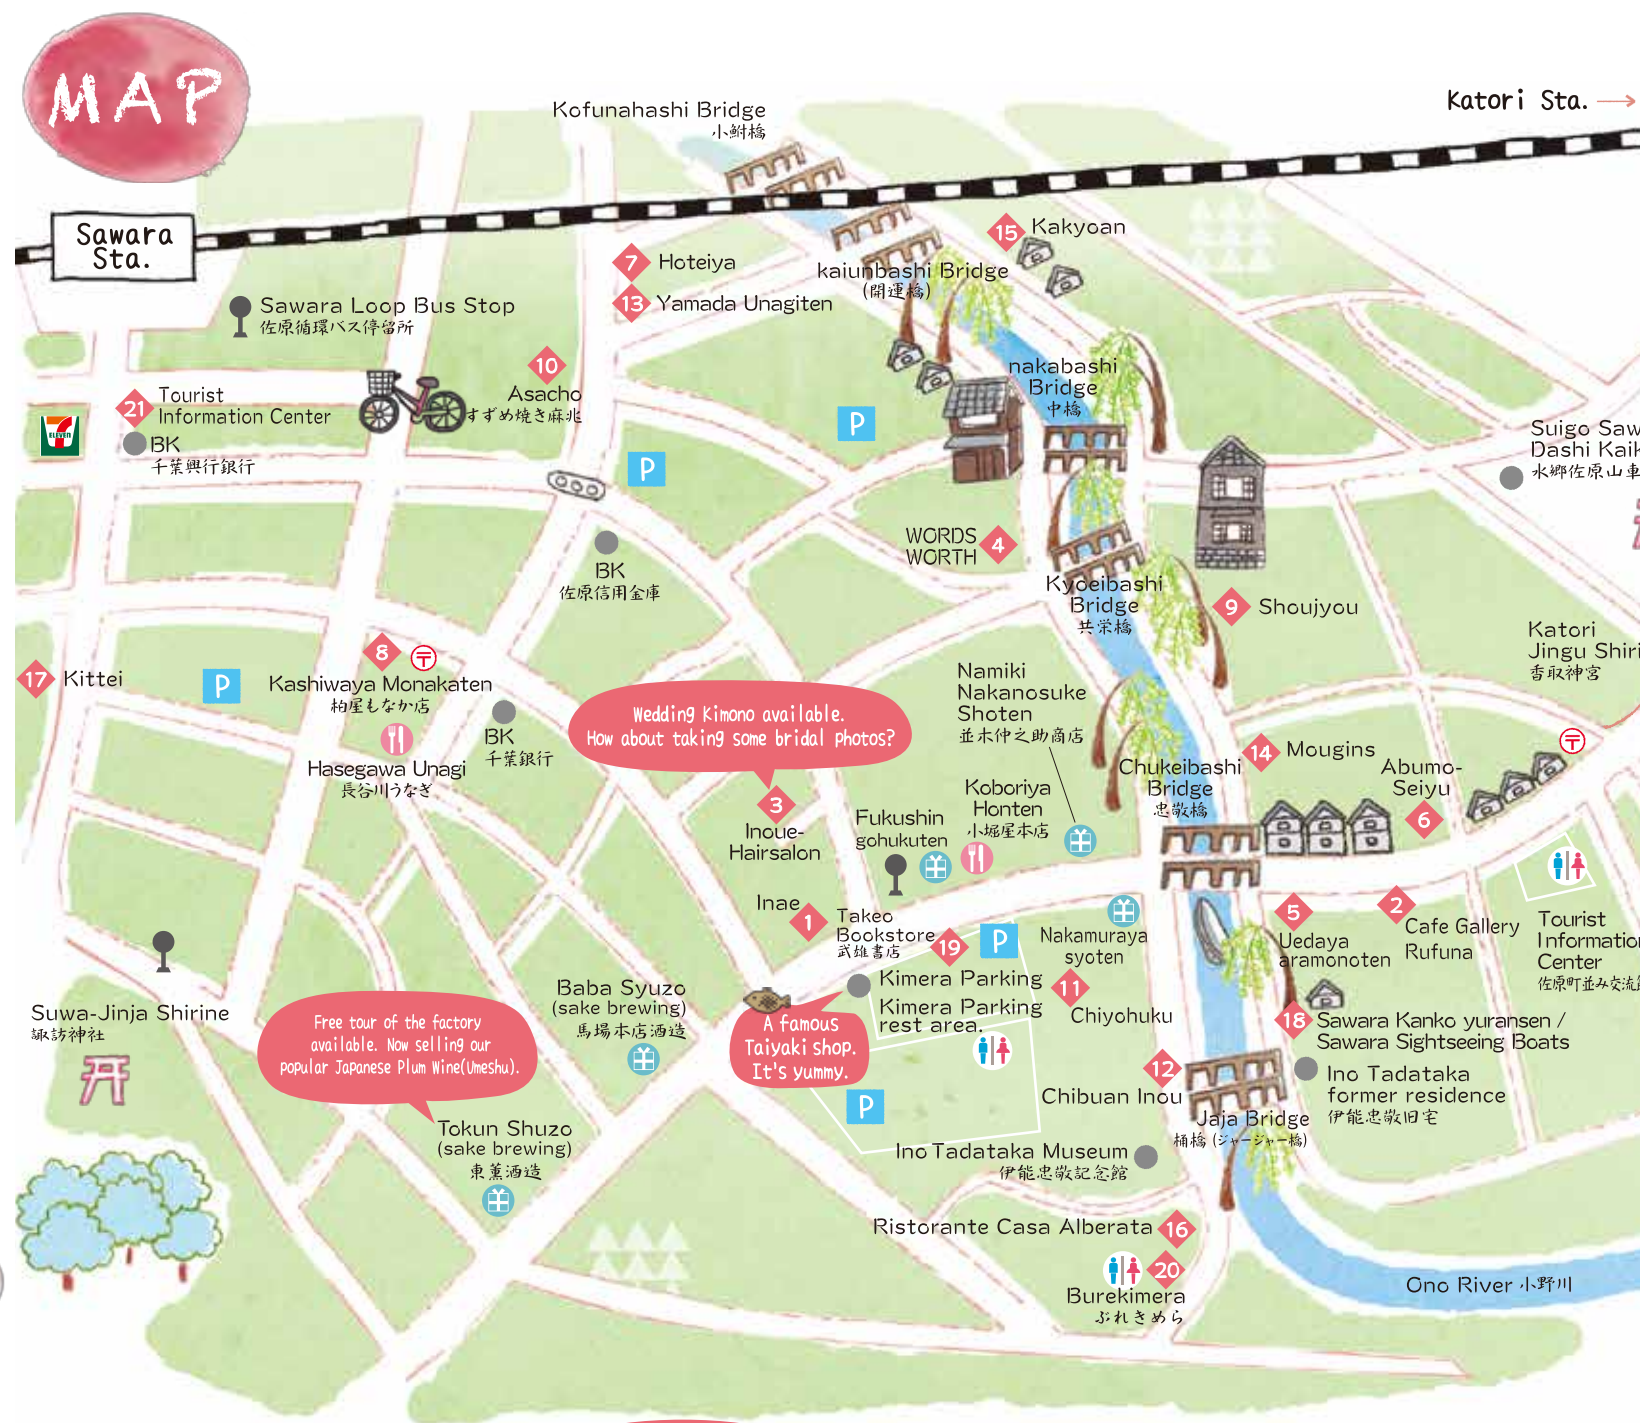 MAP
Kofunahashi Bridge
小鮒橋
Katori Sta.
Sawara
Sta.
15 Kakyoan
7 Hoteiya
kaiunbashi Bridge
(開運橋)
13 Yamada Unagiten
Sawara Loop Bus Stop
佐原循環バス停留所
10
Asacho
すずめ焼き麻兆
nakabashi
Bridge
中橋
21
Tourist
Information Center
BK
千葉興行銀行
7
ELEVEN
P
P
Suigo Saw
Dashi Kaik
水郷佐原山車
WORDS
WORTH
4
BK
佐原信用金庫
Kyoeibashi
Bridge
共栄橋
9 Shoujyou
Katori
Jingu Shiri
香取神宮
17 Kittei
P
8
〒
Kashiwaya Monakaten
柏屋もなか店
BK
千葉銀行
Hasegawa Unagi
長谷川うなぎ
Wedding Kimono available.
How about taking some bridal photos?
3
Inoue-
Hairsalon
Namiki
Nakanosuke
Shoten
並木仲之助商店
Koboriya
Honten
小堀屋本店
Fukushin
gohukuten
Chukeibashi
Bridge
忠敬橋
14 Mougins
〒
Abumo-
Seiyu
6
Inae
1
Takeo
Bookstore
武雄書店
19
P
Nakamuraya
syoten
5
Uedaya
aramonoten
2
Cafe Gallery
Rufuna
Tourist
Information
Center
佐原町並み交流館
Kimera Parking
Kimera Parking
rest area.
11
Chiyohuku
Suwa-Jinja Shirine
諏訪神社
Free tour of the factory
available. Now selling our
popular Japanese Plum Wine(Umeshu).
Baba Syuzo
(sake brewing)
馬場本店酒造
A famous
Taiyaki shop.
It's yummy.
18 Sawara Kanko yuransen /
Sawara Sightseeing Boats
12
Chibuan Inou
Ino Tadataka
former residence
伊能忠敬旧宅
P
Jaja Bridge
樋橋 (ジャージャー橋)
Tokun Shuzo
(sake brewing)
東薫酒造
Ino Tadataka Museum
伊能忠敬記念館
Ristorante Casa Alberata 16
20
Burekimera
ぶれきめら
Ono River 小野川